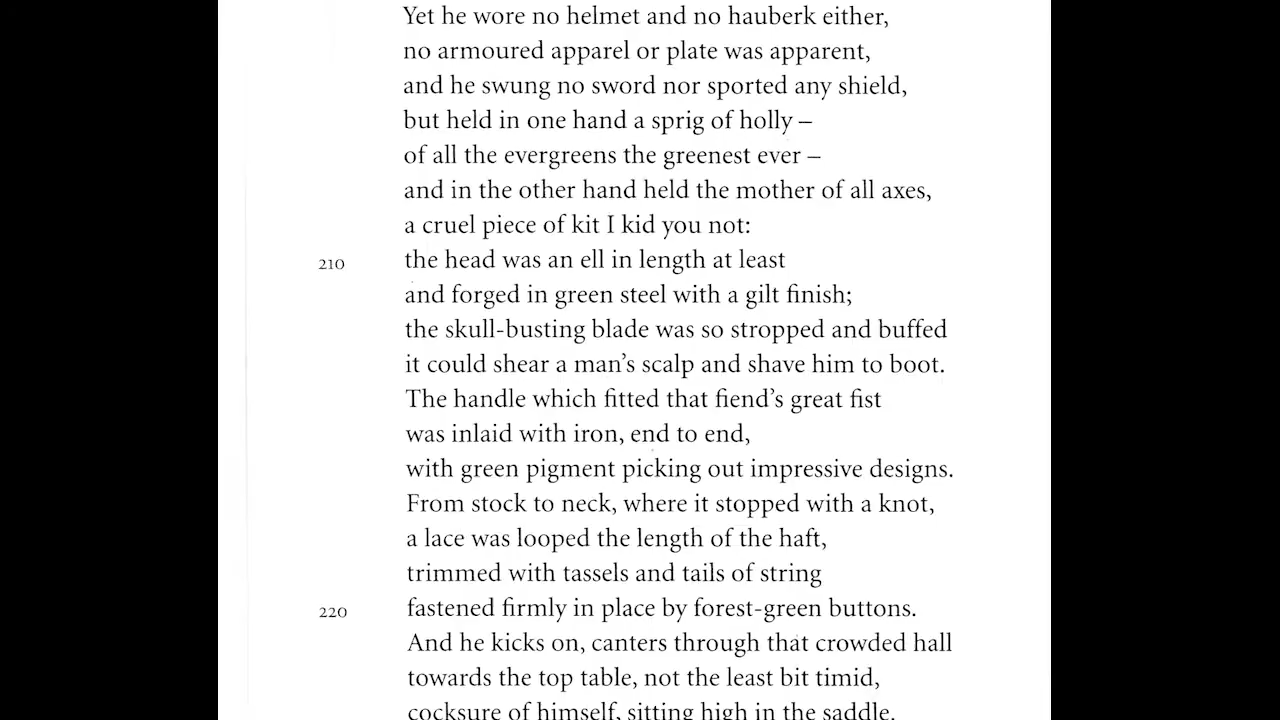 Yet he wore no helmet and no hauberk either,
no armoured apparel or plate was apparent,
and he swung no sword nor sported any shield,
but held in one hand a sprig of holly –
of all the evergreens the greenest ever –
and in the other hand held the mother of all axes,
a cruel piece of kit I kid you not:
210 the head was an ell in length at least
and forged in green steel with a gilt finish;
the skull-busting blade was so stropped and buffed
it could shear a man’s scalp and shave him to boot.
The handle which fitted that fiend’s great fist
was inlaid with iron, end to end,
with green pigment picking out impressive designs.
From stock to neck, where it stopped with a knot,
a lace was looped the length of the haft,
trimmed with tassels and tails of string
220 fastened firmly in place by forest-green buttons.
And he kicks on, canters through that crowded hall
towards the top table, not the least bit timid,
cocksure of himself, sitting high in the saddle.